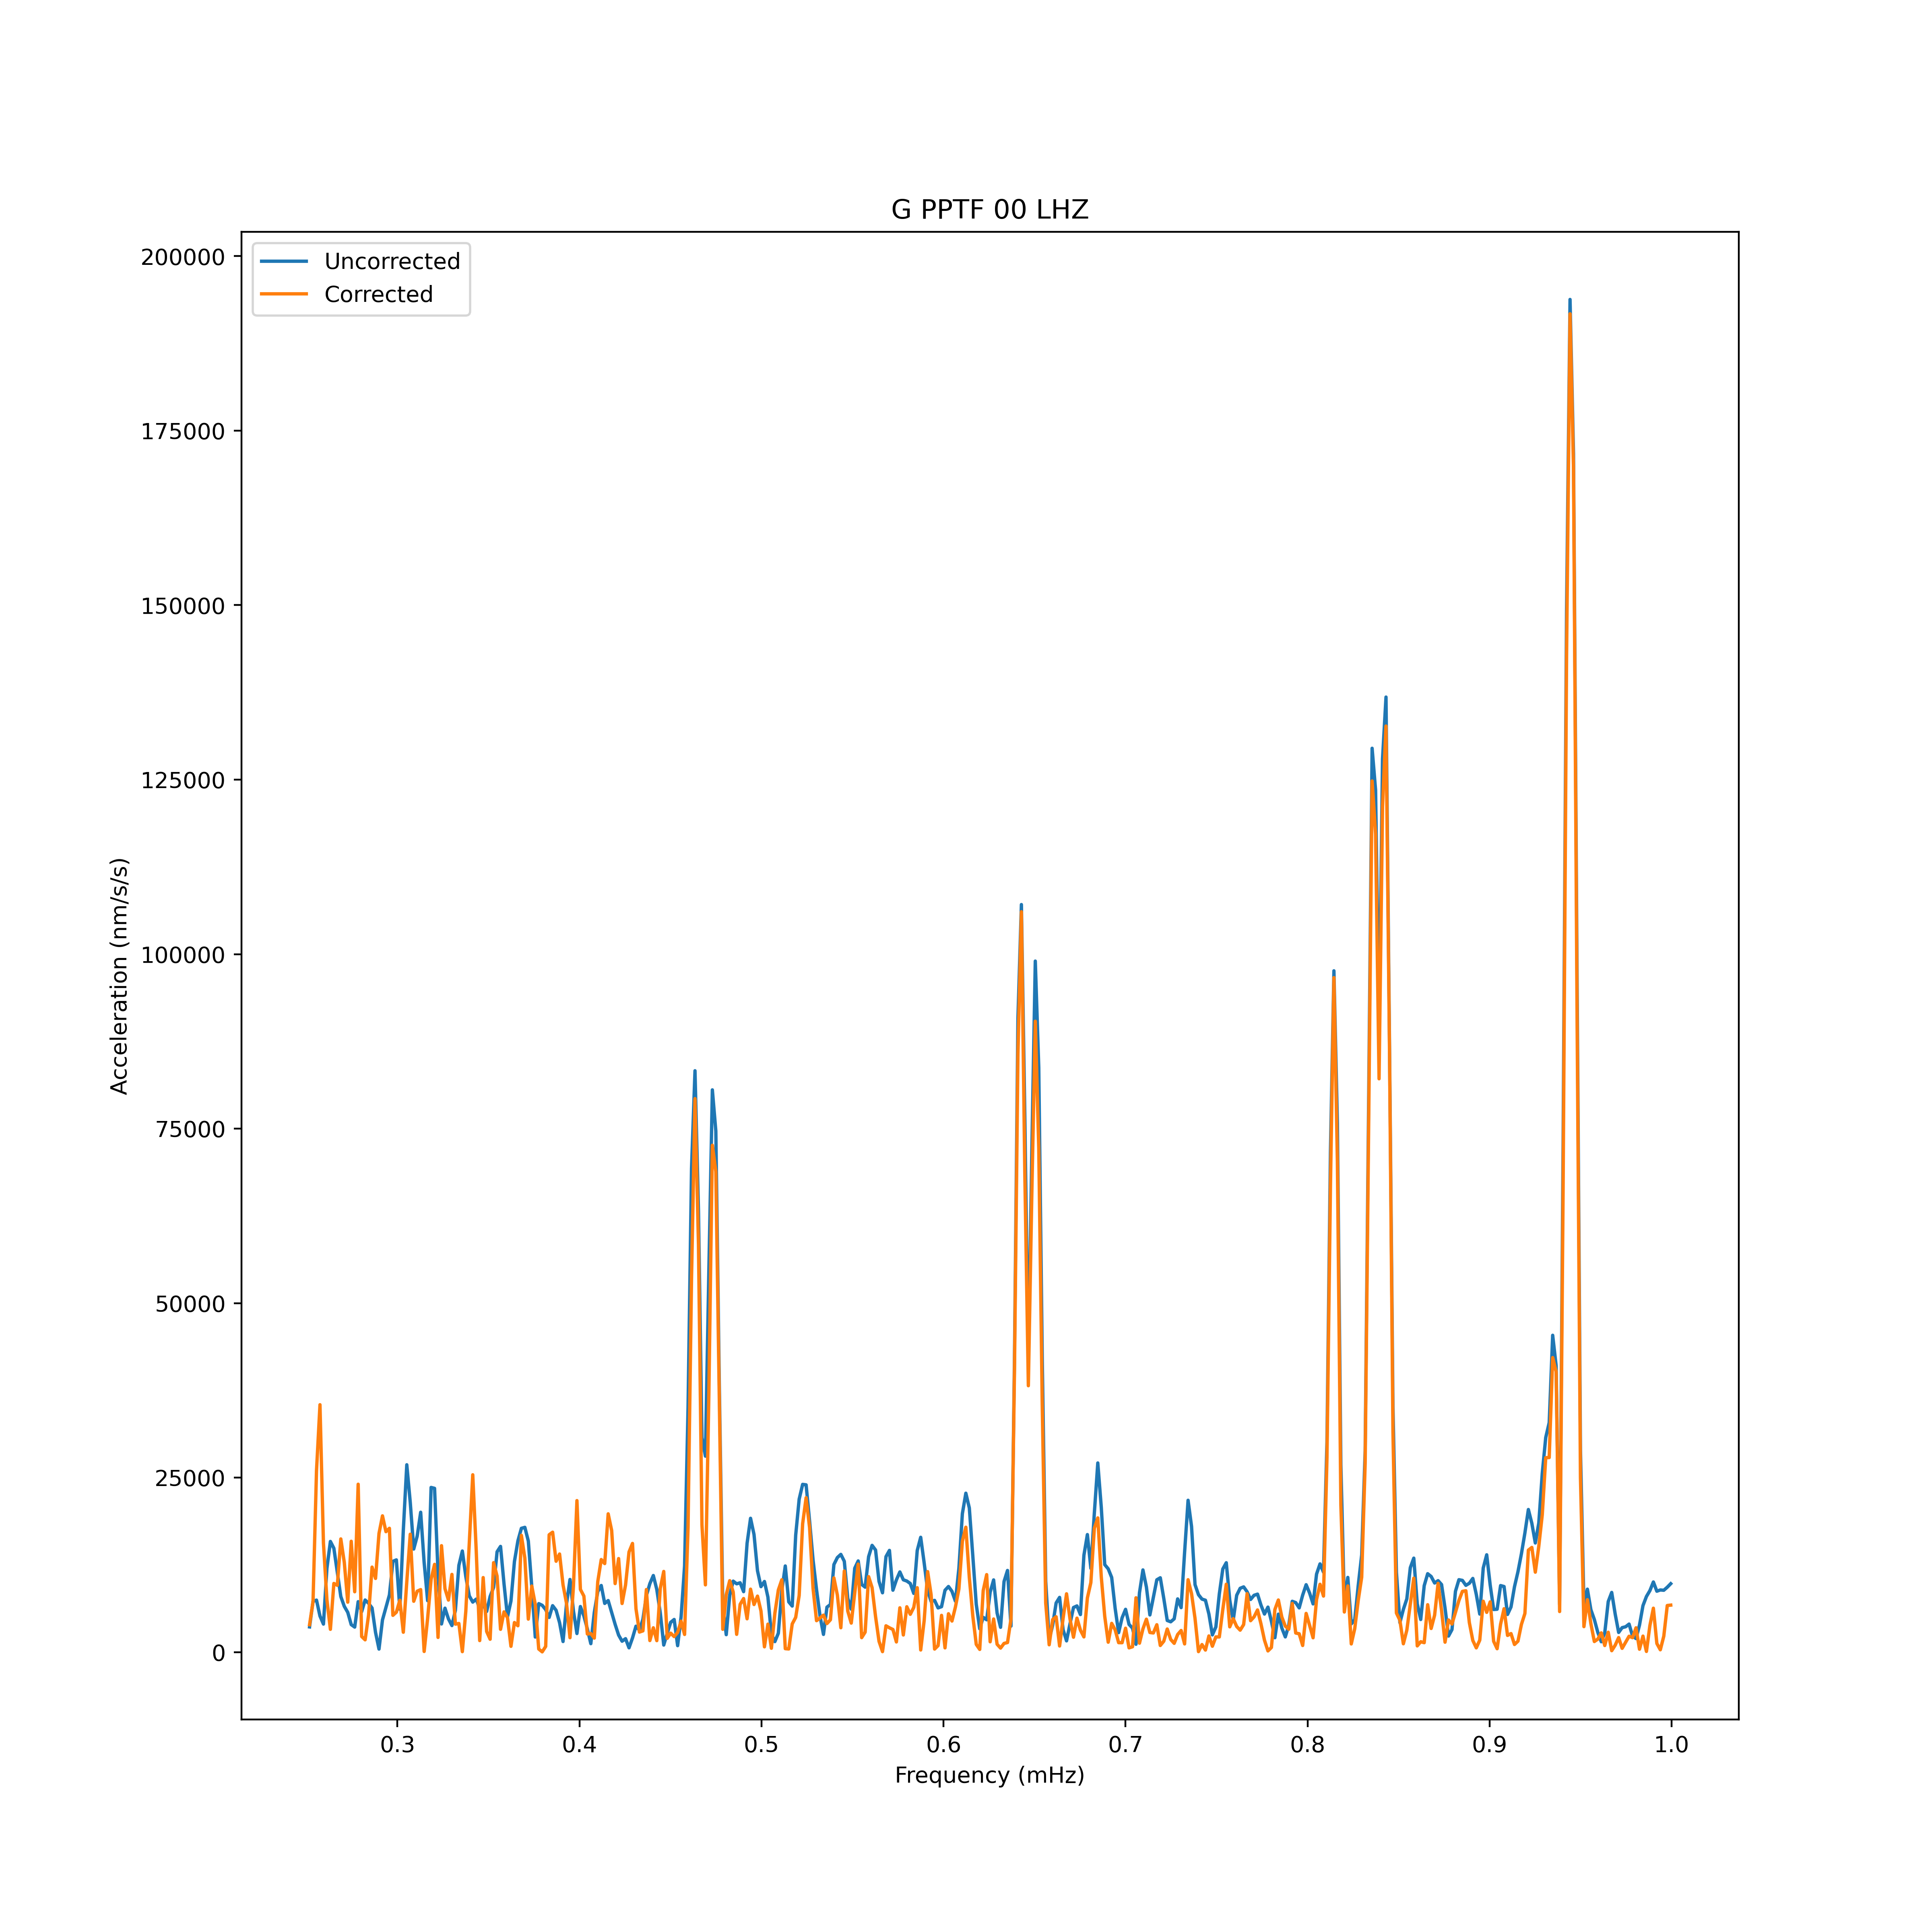 G PPTF 00 LHZ
Uncorrected
Corrected
200000
175000
150000
125000
100000
75000
50000
25000
0
Acceleration (nm/s/s)
0.3 0.4 0.5 0.6 0.7 0.8 0.9 1.0
Frequency (mHz)